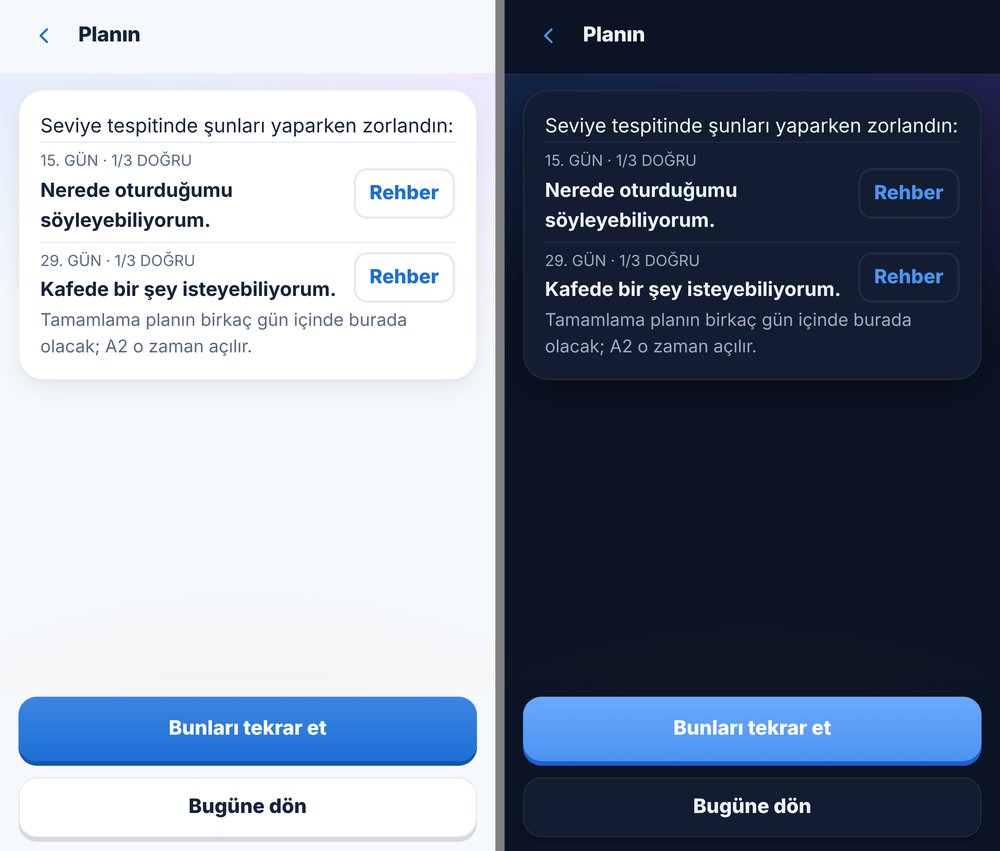 Planın
Seviye tespitinde şunları yaparken zorlandın:
15. GÜN · 1/3 DOĞRU
Nerede oturduğumu
söyleyebiliyorum.
Rehber
29. GÜN · 1/3 DOĞRU
Kafede bir şey isteyebiliyorum.
Rehber
Tamamlama planın birkaç gün içinde burada
olacak; A2 o zaman açılır.
Bunları tekrar et
Bugüne dön
Planın
Seviye tespitinde şunları yaparken zorlandın:
15. GÜN · 1/3 DOĞRU
Nerede oturduğumu
söyleyebiliyorum.
Rehber
29. GÜN · 1/3 DOĞRU
Kafede bir şey isteyebiliyorum.
Rehber
Tamamlama planın birkaç gün içinde burada
olacak; A2 o zaman açılır.
Bunları tekrar et
Bugüne dön